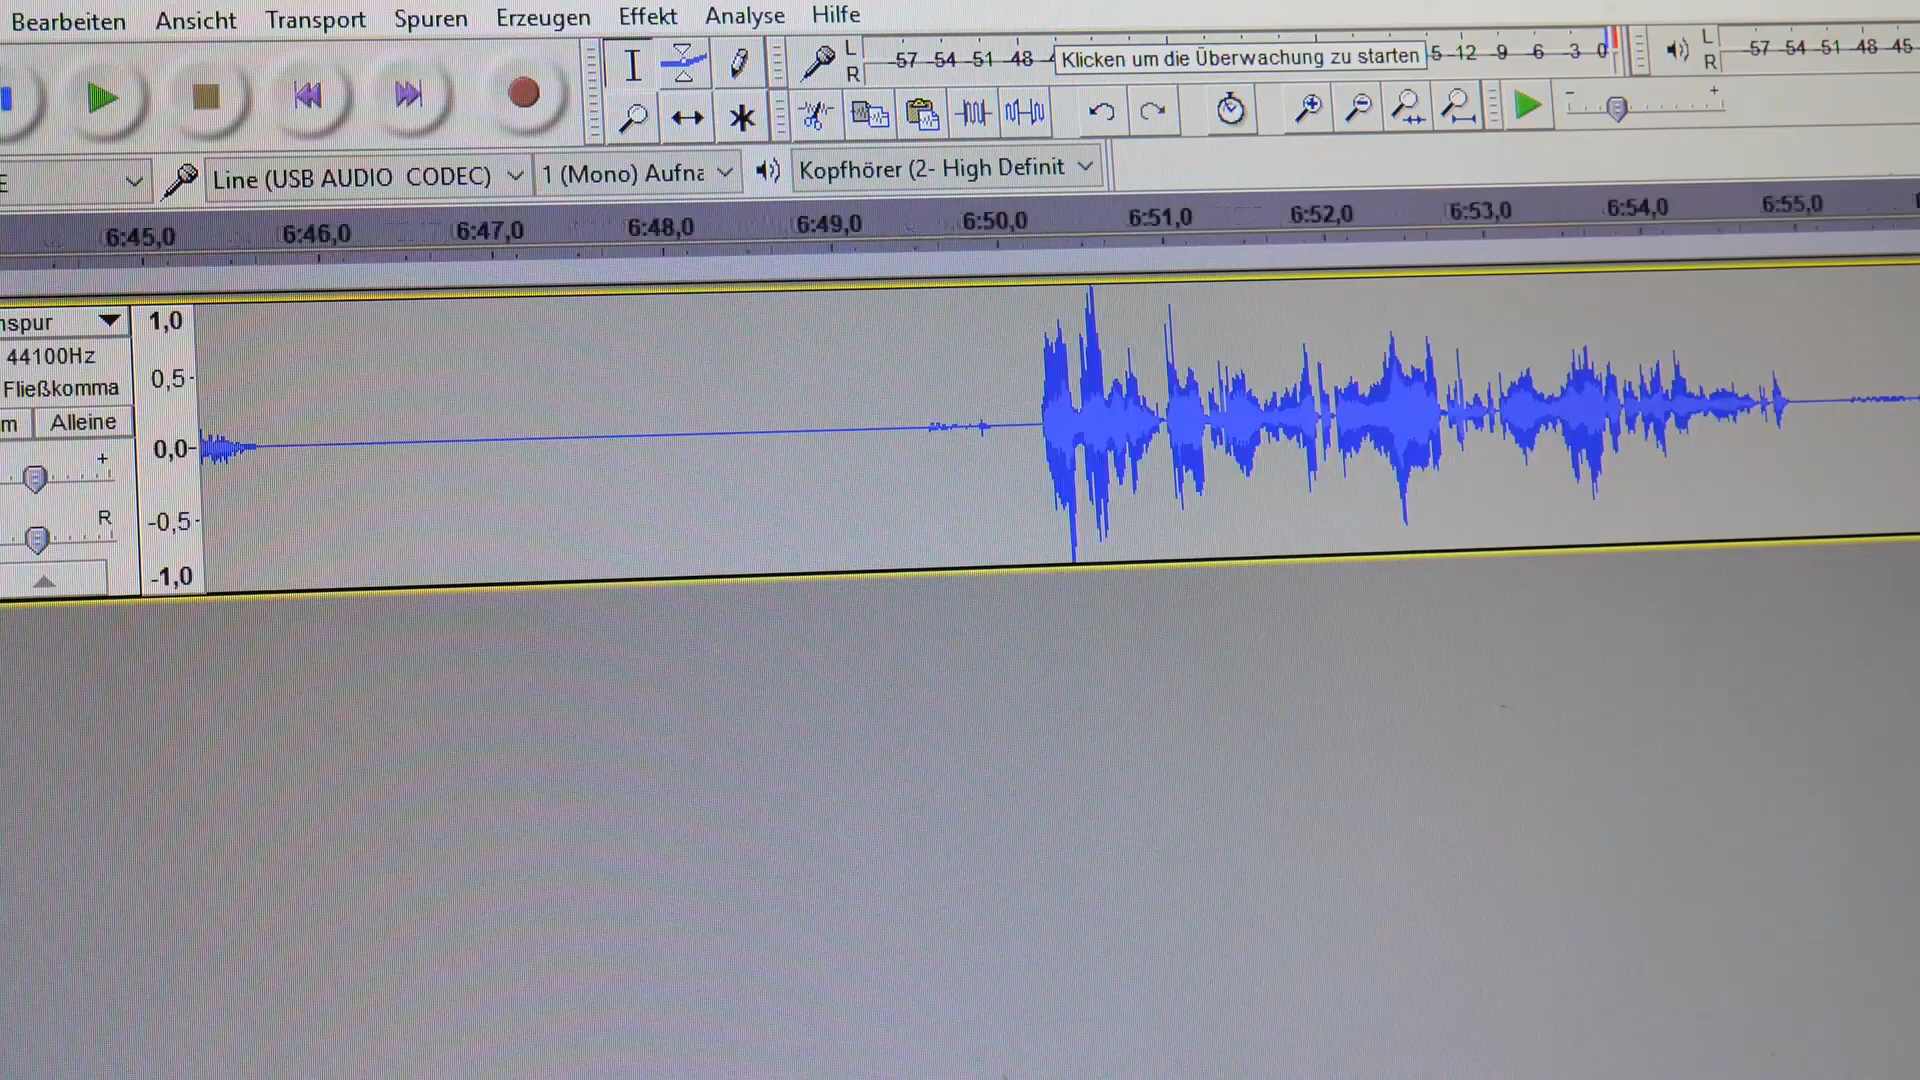 Bearbeiten Ansicht Transport Spuren Erzeugen Effekt Analyse Hilfe
L -57 -54 -51 -48 Klicken um die Überwachung zu starten -12 -9 -6 -3 0 L -57 -54 -51 -48 -45
R R
- +
Line (USB AUDIO CODEC) 1 (Mono) Aufna Kopfhörer (2- High Definit
6:45,0 6:46,0 6:47,0 6:48,0 6:49,0 6:50,0 6:51,0 6:52,0 6:53,0 6:54,0 6:55,0
nspur 1,0
44100Hz
0,5
Fließkomma
m Alleine
0,0
+
R
-0,5
-1,0